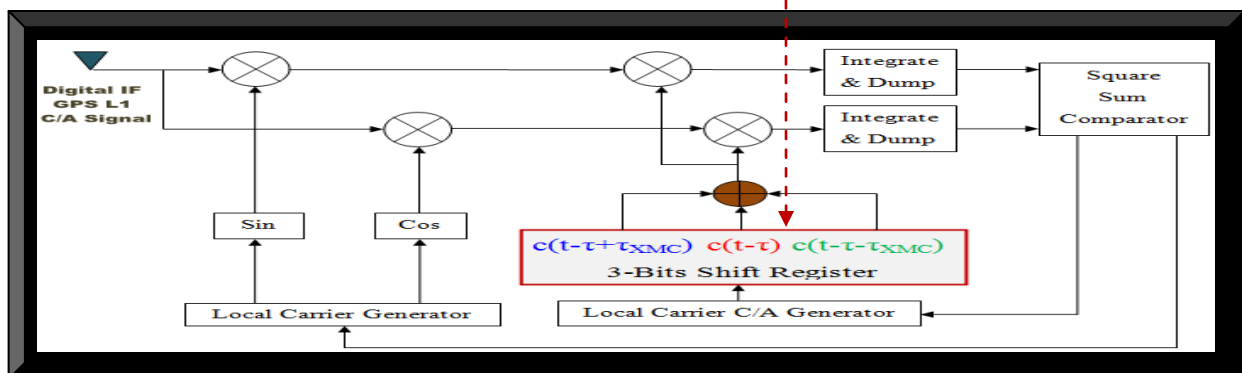 Digital IF
GPS L1
C/A Signal
Integrate
& Dump
Square
Sum
Comparator
Integrate
& Dump
Sin
Cos
c(t-τ+τXMC) c(t-τ) c(t-τ-τXMC)
3-Bits Shift Register
Local Carrier Generator
Local Carrier C/A Generator